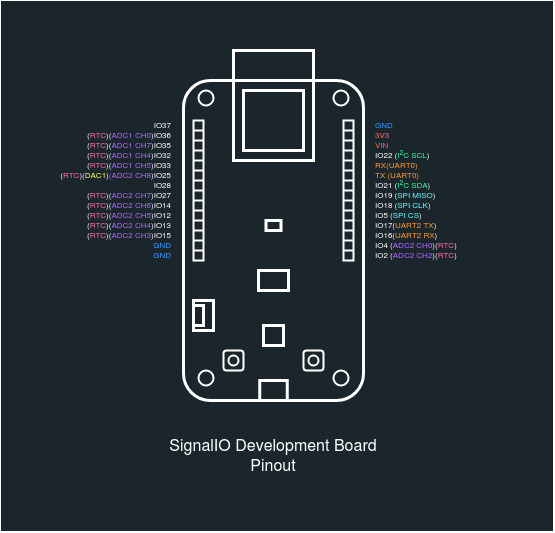 IO37
(RTC)(ADC1 CH0)IO36
(RTC)(ADC1 CH7)IO35
(RTC)(ADC1 CH4)IO32
(RTC)(ADC1 CH5)IO33
(RTC)(DAC1)(ADC2 CH8)IO25
IO28
(RTC)(ADC2 CH7)IO27
(RTC)(ADC2 CH6)IO14
(RTC)(ADC2 CH5)IO12
(RTC)(ADC2 CH4)IO13
(RTC)(ADC2 CH3)IO15
GND
GND
GND
3V3
VIN
IO22 (I²C SCL)
RX(UART0)
TX (UART0)
IO21 (I²C SDA)
IO19 (SPI MISO)
IO18 (SPI CLK)
IO5 (SPI CS)
IO17(UART2 TX)
IO16(UART2 RX)
IO4 (ADC2 CH0)(RTC)
IO2 (ADC2 CH2)(RTC)
SignalIO Development Board
Pinout